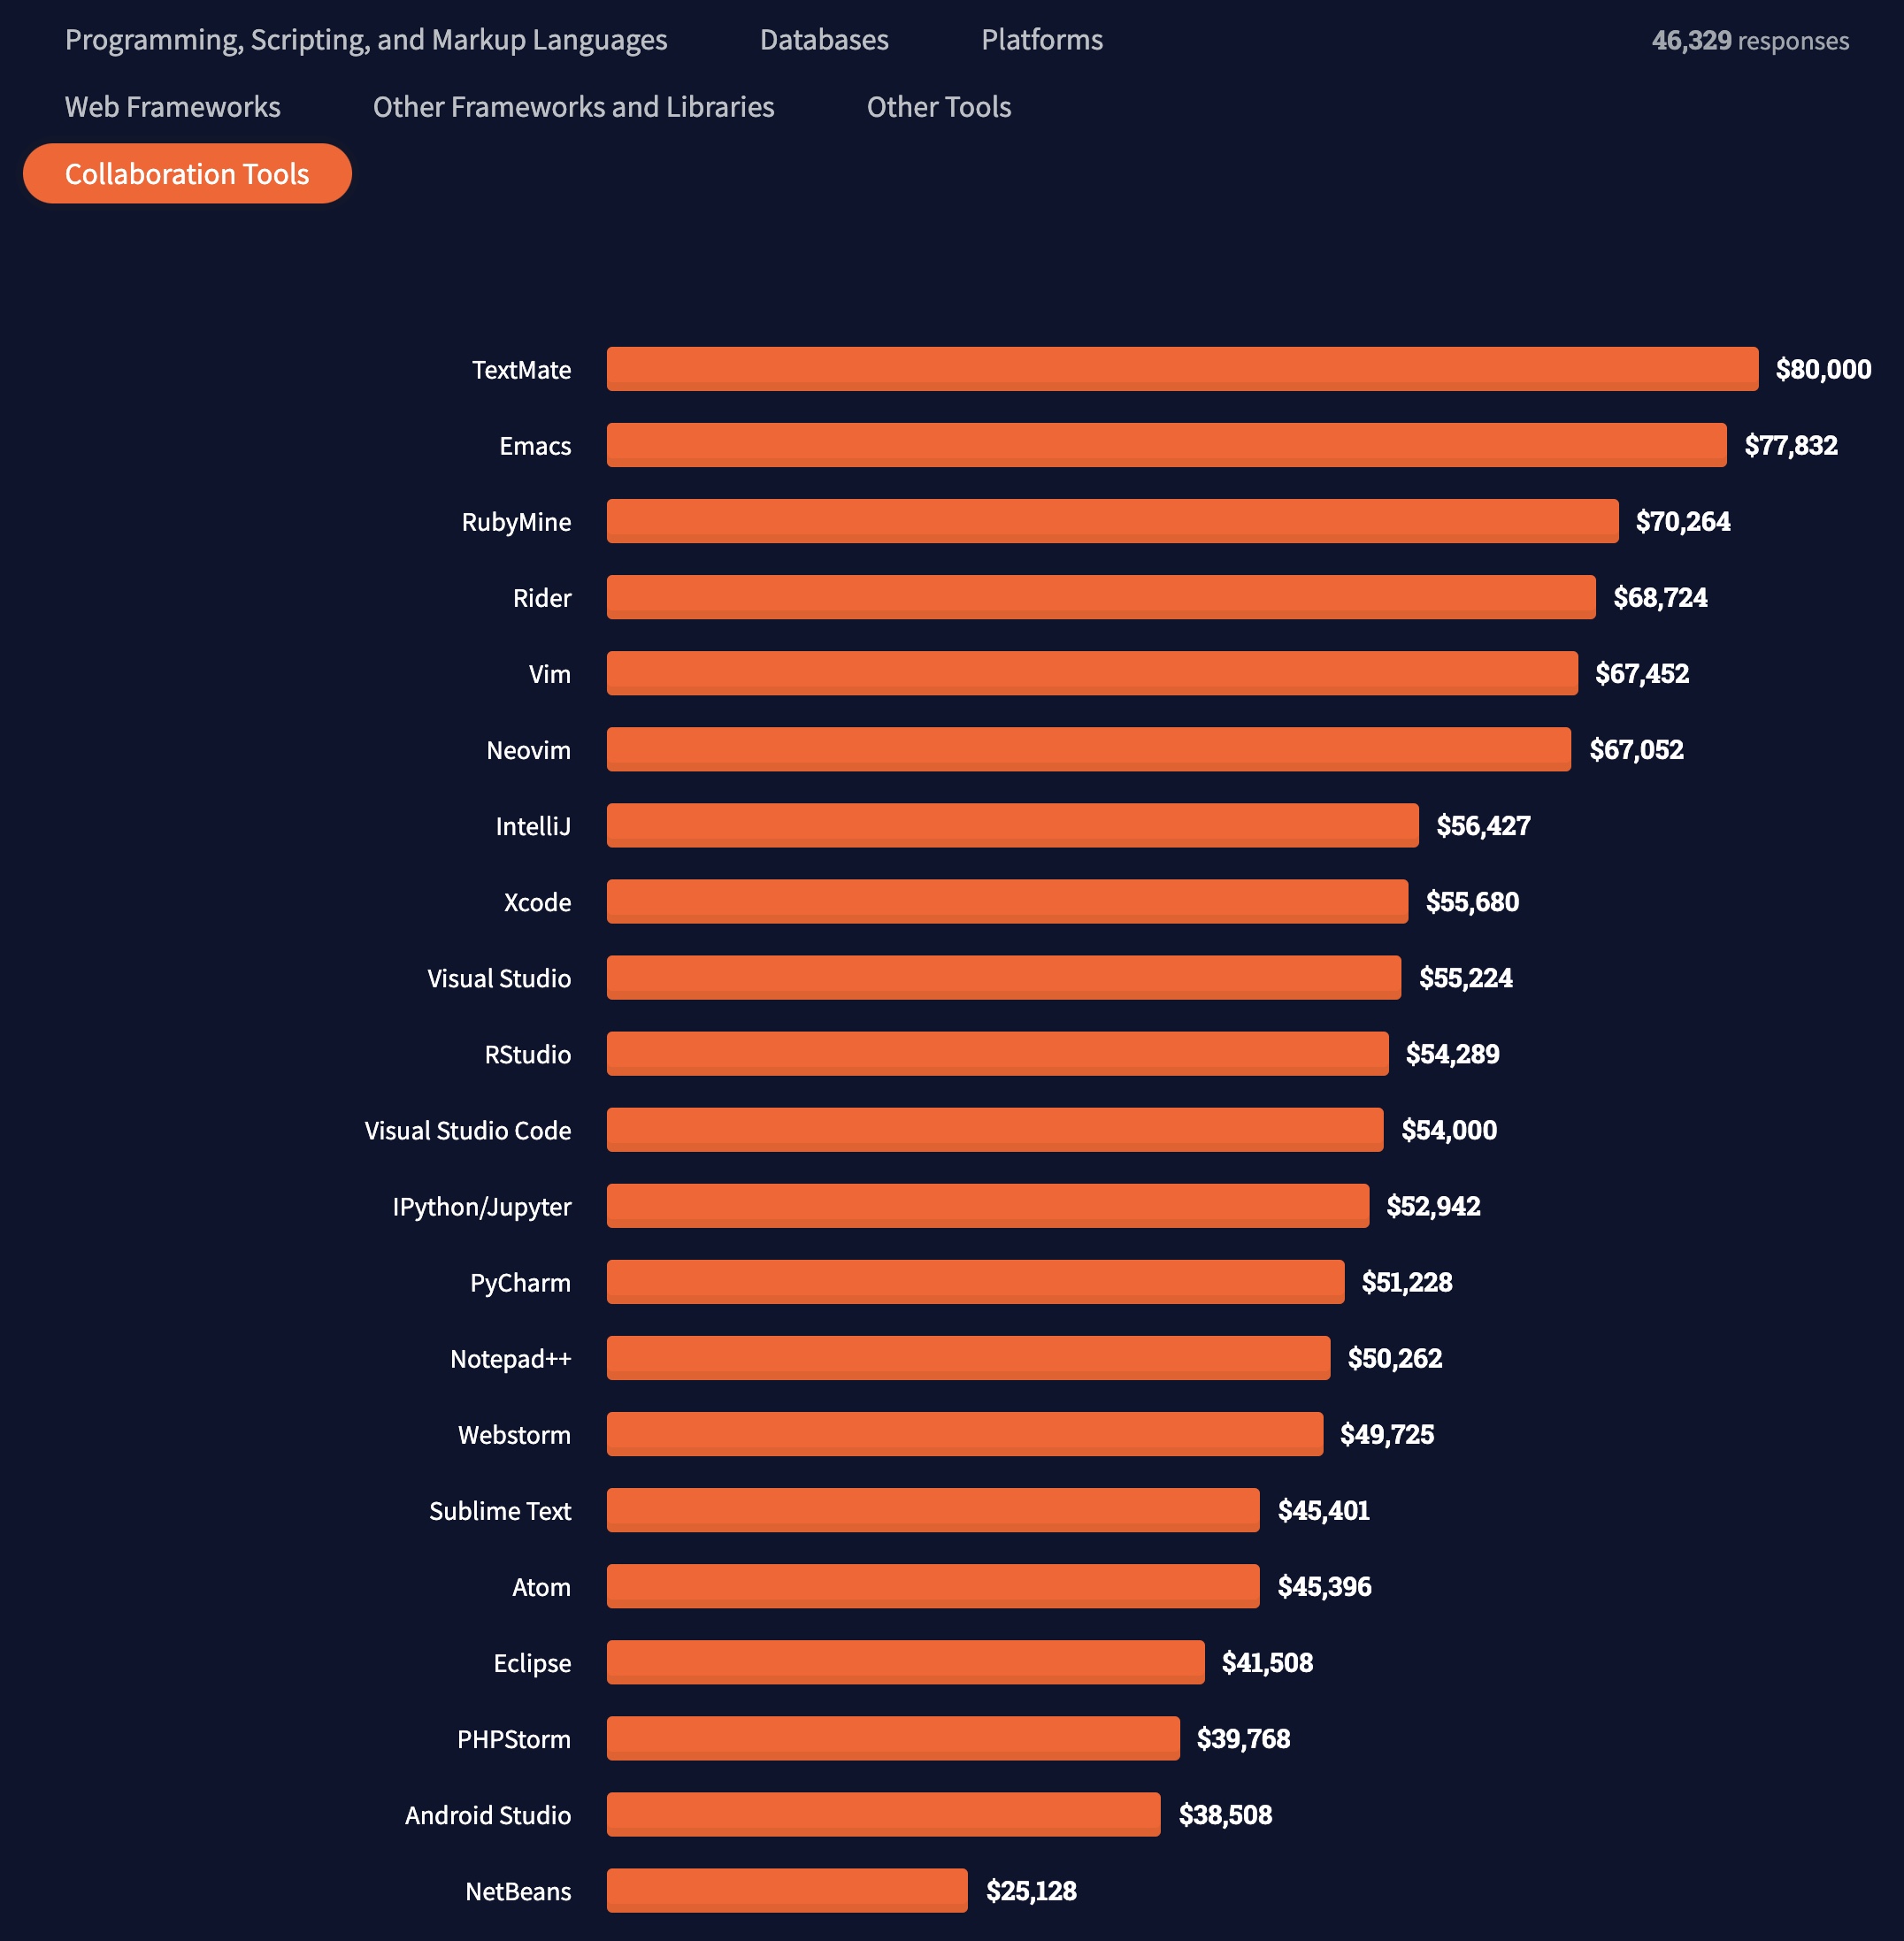 Programming, Scripting, and Markup Languages Databases Platforms 46,329 responses
Web Frameworks Other Frameworks and Libraries Other Tools
Collaboration Tools
TextMate $80,000
Emacs $77,832
RubyMine $70,264
Rider $68,724
Vim $67,452
Neovim $67,052
IntelliJ $56,427
Xcode $55,680
Visual Studio $55,224
RStudio $54,289
Visual Studio Code $54,000
IPython/Jupyter $52,942
PyCharm $51,228
Notepad++ $50,262
Webstorm $49,725
Sublime Text $45,401
Atom $45,396
Eclipse $41,508
PHPStorm $39,768
Android Studio $38,508
NetBeans $25,128